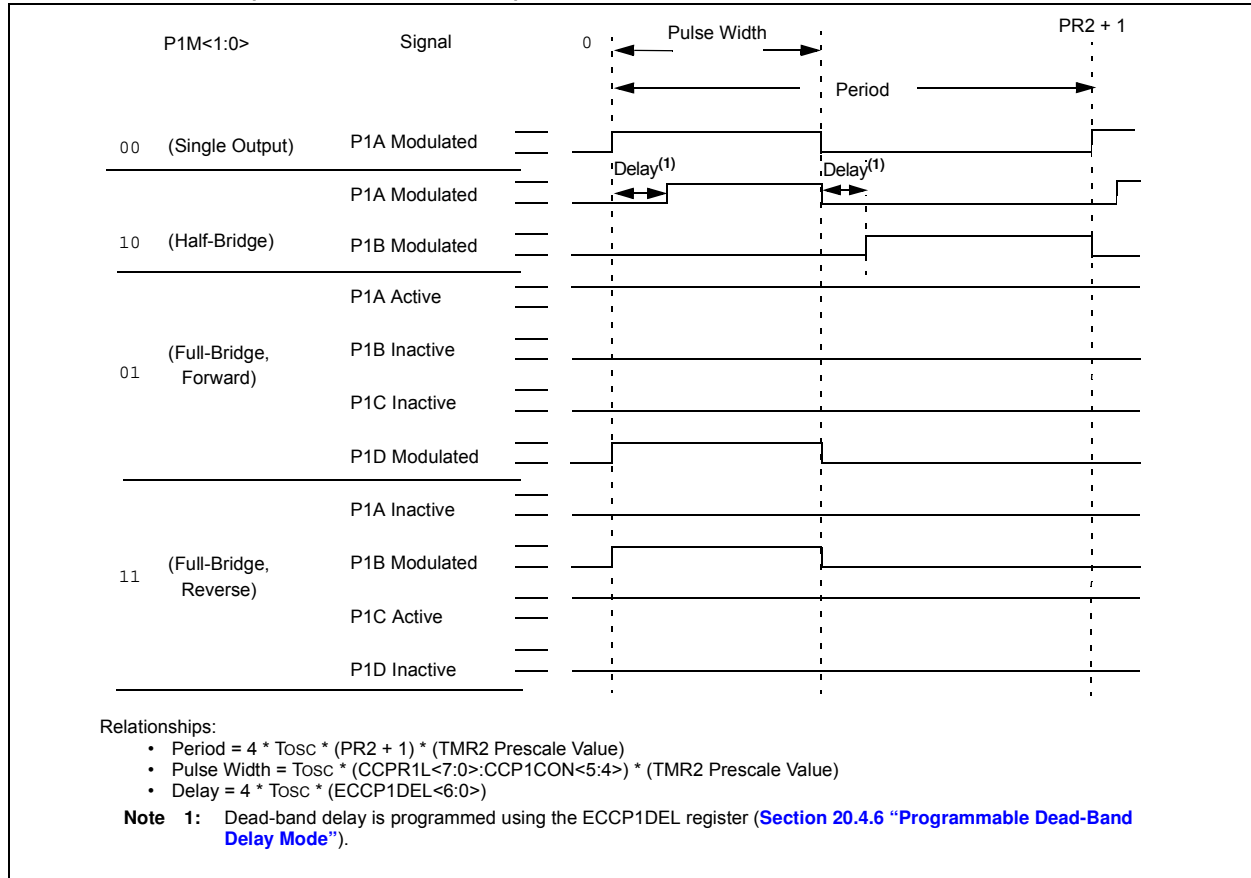 P1M<1:0> Signal 0 Pulse Width PR2 + 1
Period
00 (Single Output) P1A Modulated
Delay(1) Delay(1)
P1A Modulated
10 (Half-Bridge) P1B Modulated
P1A Active
01 (Full-Bridge, Forward) P1B Inactive
P1C Inactive
P1D Modulated
P1A Inactive
11 (Full-Bridge, Reverse) P1B Modulated
P1C Active
P1D Inactive
Relationships:
• Period = 4 * TOSC * (PR2 + 1) * (TMR2 Prescale Value)
• Pulse Width = TOSC * (CCPR1L<7:0>:CCP1CON<5:4>) * (TMR2 Prescale Value)
• Delay = 4 * TOSC * (ECCP1DEL<6:0>)
Note 1: Dead-band delay is programmed using the ECCP1DEL register (Section 20.4.6 “Programmable Dead-Band
Delay Mode”).